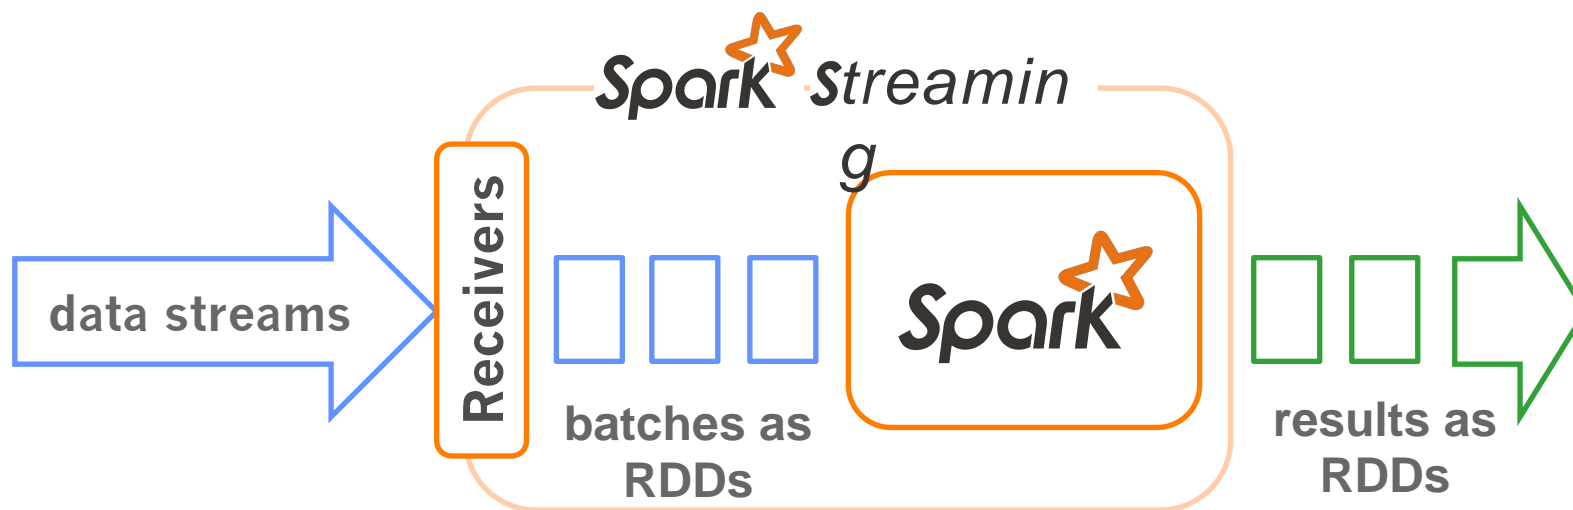 Spark Streamin
g
Receivers
data streams
Spark
batches as
RDDs
results as
RDDs